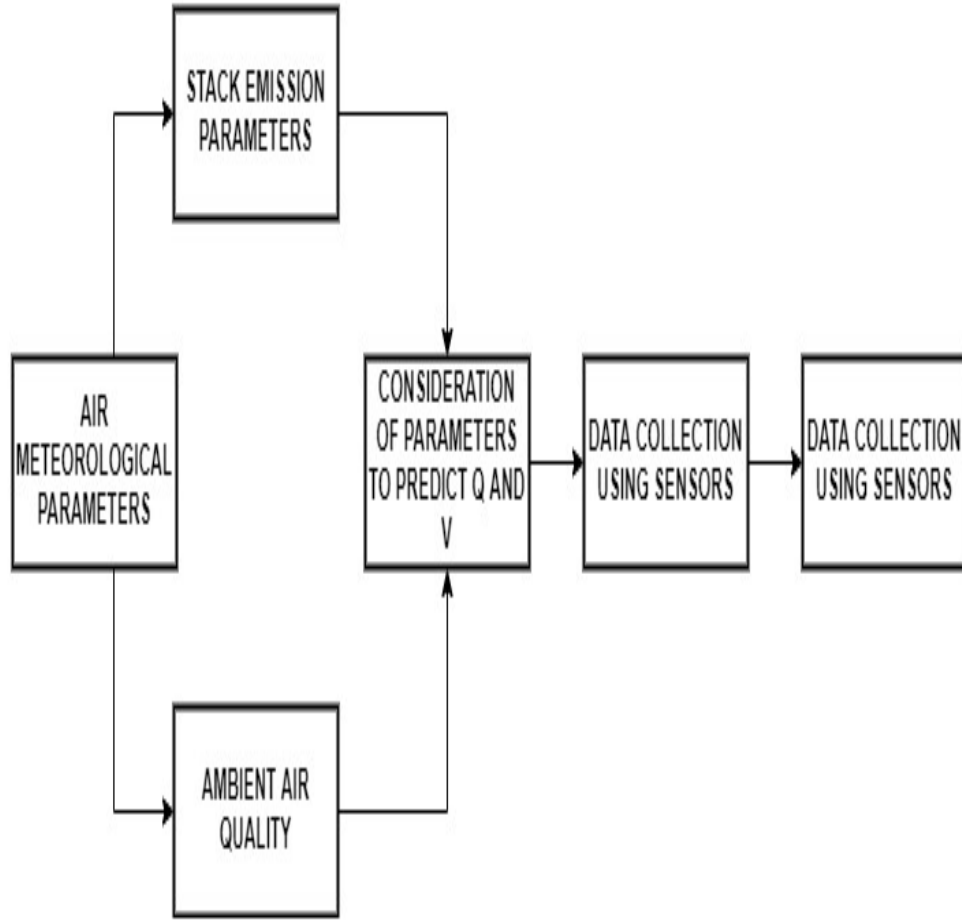 STACK EMISSION
PARAMETERS
AIR
METEOROLOGICAL
PARAMETERS
CONSIDERATION
OF PARAMETERS
TO PREDICT Q AND
V
DATA COLLECTION
USING SENSORS
DATA COLLECTION
USING SENSORS
AMBIENT AIR
QUALITY